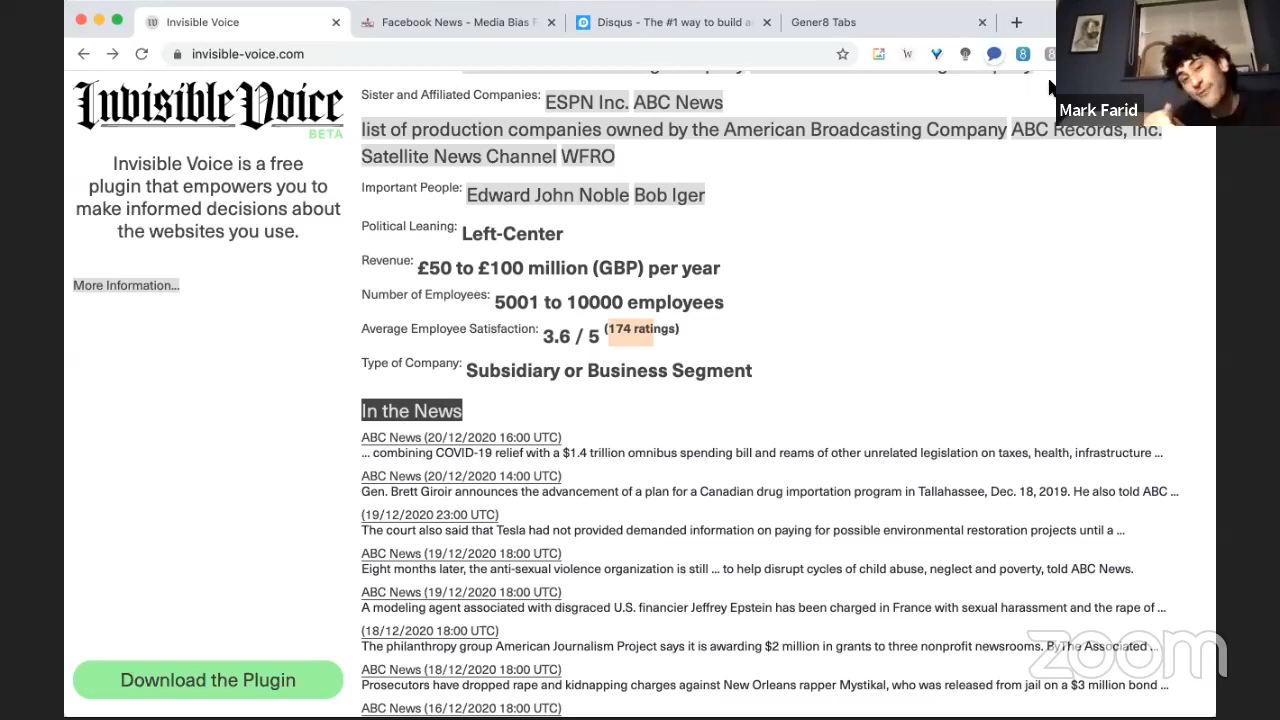 Invisible Voice
Facebook News - Media Bias F
Disqus - The #1 way to build a
Gener8 Tabs
invisible-voice.com
Mark Farid
Invisible Voice
BETA
Invisible Voice is a free
plugin that empowers you to
make informed decisions about
the websites you use.
More Information...
Download the Plugin
Sister and Affiliated Companies: ESPN Inc. ABC News
list of production companies owned by the American Broadcasting Company ABC Records, Inc.
Satellite News Channel WFRO
Important People: Edward John Noble Bob Iger
Political Leaning: Left-Center
Revenue: £50 to £100 million (GBP) per year
Number of Employees: 5001 to 10000 employees
Average Employee Satisfaction: 3.6 / 5 (174 ratings)
Type of Company: Subsidiary or Business Segment
In the News
ABC News (20/12/2020 16:00 UTC)
... combining COVID-19 relief with a $1.4 trillion omnibus spending bill and reams of other unrelated legislation on taxes, health, infrastructure ...
ABC News (20/12/2020 14:00 UTC)
Gen. Brett Giroir announces the advancement of a plan for a Canadian drug importation program in Tallahassee, Dec. 18, 2019. He also told ABC ...
(19/12/2020 23:00 UTC)
The court also said that Tesla had not provided demanded information on paying for possible environmental restoration projects until a ...
ABC News (19/12/2020 18:00 UTC)
Eight months later, the anti-sexual violence organization is still ... to help disrupt cycles of child abuse, neglect and poverty, told ABC News.
ABC News (19/12/2020 18:00 UTC)
A modeling agent associated with disgraced U.S. financier Jeffrey Epstein has been charged in France with sexual harassment and the rape of ...
(18/12/2020 18:00 UTC)
The philanthropy group American Journalism Project says it is awarding $2 million in grants to three nonprofit newsrooms. ByThe Associated ...
ABC News (18/12/2020 18:00 UTC)
Prosecutors have dropped rape and kidnapping charges against New Orleans rapper Mystikal, who was released from jail on a $3 million bond ...
ABC News (16/12/2020 18:00 UTC)
zoom